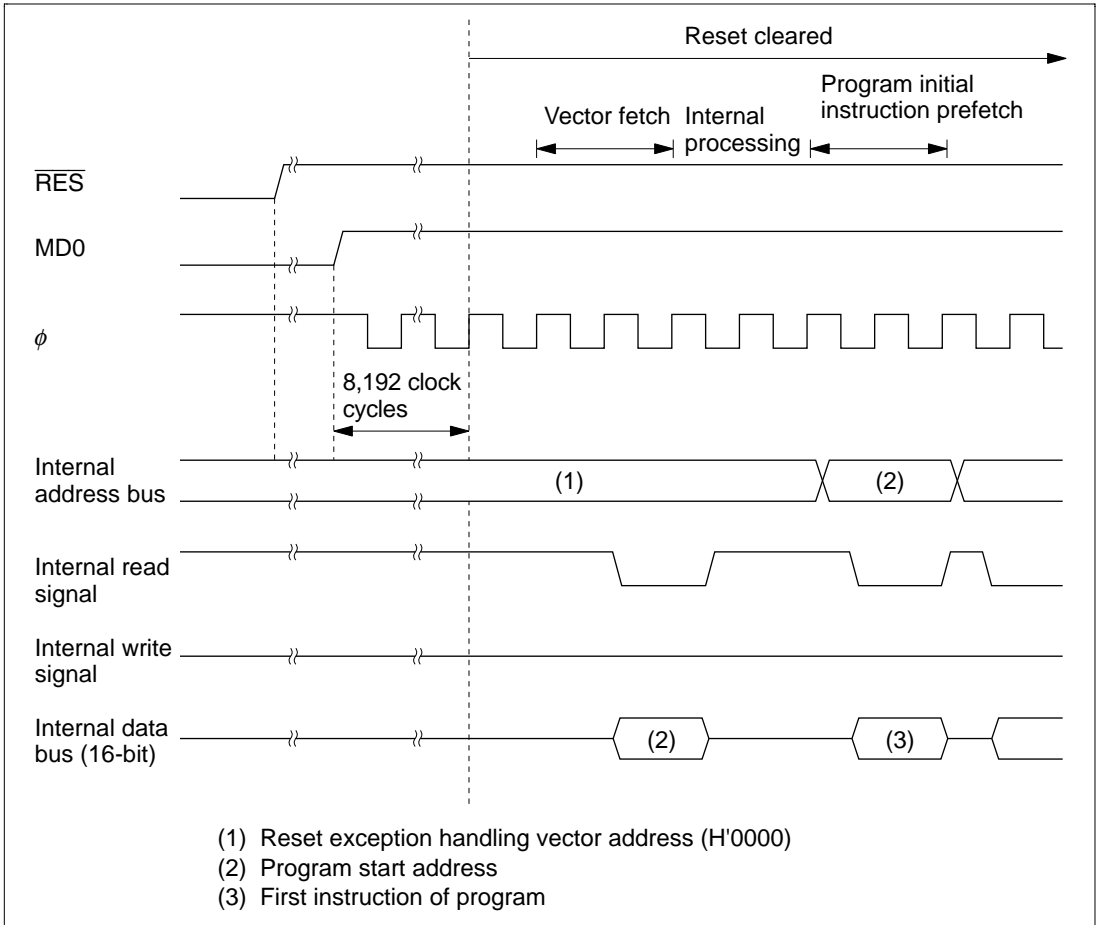 Reset cleared
Program initial
Vector fetch Internal instruction prefetch
processing
RES
MD0
ϕ
8,192 clock
cycles
Internal
address bus
(1)
(2)
Internal read
signal
Internal write
signal
Internal data
bus (16-bit)
(2)
(3)
(1) Reset exception handling vector address (H'0000)
(2) Program start address
(3) First instruction of program